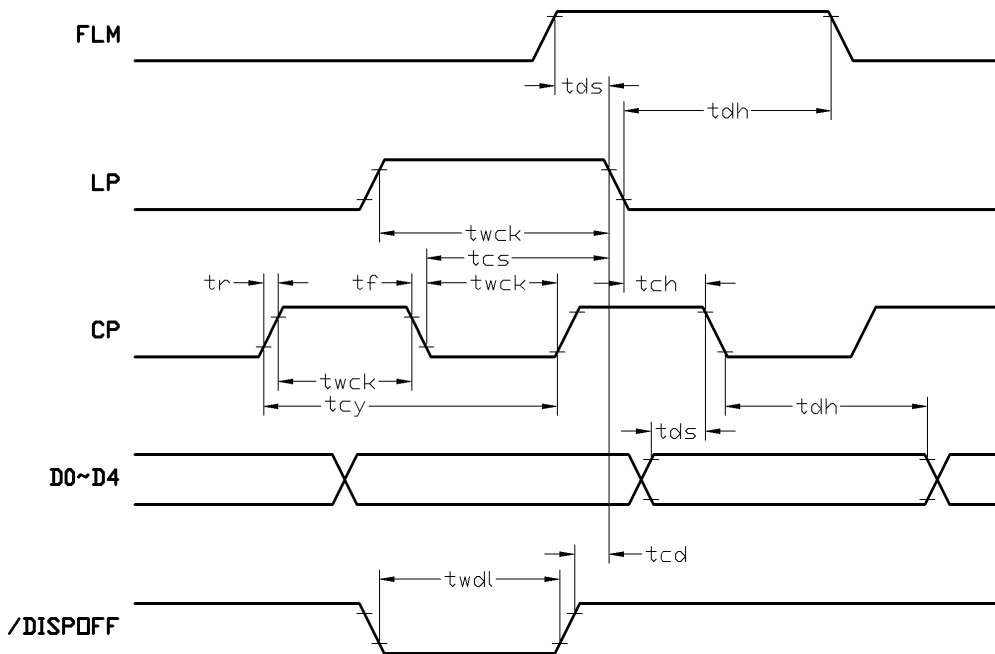 FLM
tds
tdh
LP
twck
tcs
tr
tf
twck
tch
CP
twck
tcy
tdh
tds
D0~D4
tcd
twdl
/DISPOFF